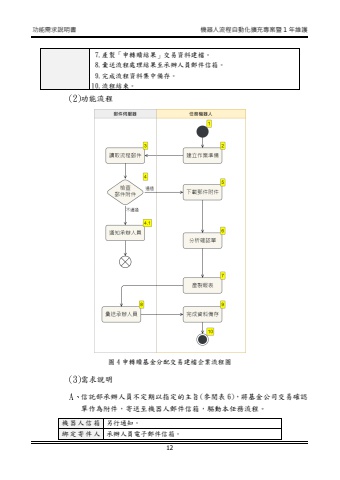 功能需求說明書
機器人流程自動化擴充專案暨 1 年維護
7. 產製「申轉贖結果」交易資料建檔。
8. 彙送流程處理結果至承辦人員郵件信箱。
9. 完成流程資料集中備存。
10. 流程結束。
(2)功能流程
郵件伺服器
任務機器人
1
3
2
讀取流程郵件
建立作業準備
4
檢查
郵件附件
通過
5
下載郵件附件
不通過
4.1
通知承辦人員
6
分析確認單
7
產製報表
8
9
彙送承辦人員
完成資料備存
10
圖 4 申轉贖基金分配交易建檔企業流程圖
(3)需求說明
A、信託部承辦人員不定期以指定的主旨(參閱表 6)，將基金公司交易確認
單作為附件，寄送至機器人郵件信箱，驅動本任務流程。
機器人信箱
另行通知。
綁定寄件人
承辦人員電子郵件信箱。
12